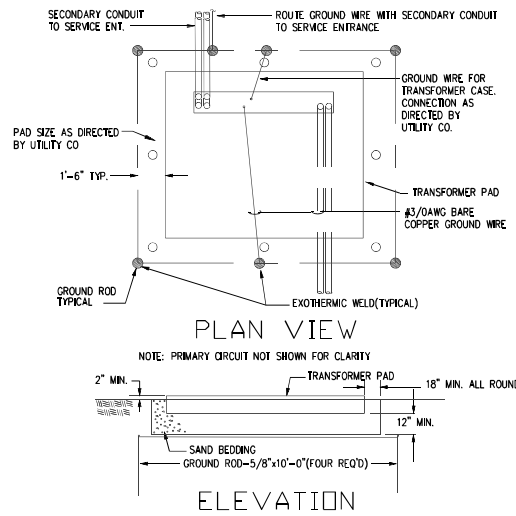 SECONDARY CONDUIT
TO SERVICE ENT.
ROUTE GROUND WIRE WITH SECONDARY CONDUIT
TO SERVICE ENTRANCE
GROUND WIRE FOR
TRANSFORMER CASE.
CONNECTION AS
DIRECTED BY
UTILITY CO.
PAD SIZE AS DIRECTED
BY UTILITY CO
1'-6" TYP.
TRANSFORMER PAD
#3/0AWG BARE
COPPER GROUND WIRE
GROUND ROD
TYPICAL
EXOTHERMIC WELD(TYPICAL)
PLAN VIEW
NOTE: PRIMARY CIRCUIT NOT SHOWN FOR CLARITY
2" MIN.
TRANSFORMER PAD
18" MIN. ALL ROUND
12" MIN.
SAND BEDDING
GROUND ROD-5/8"x10'-0"(FOUR REQ'D)
ELEVATION